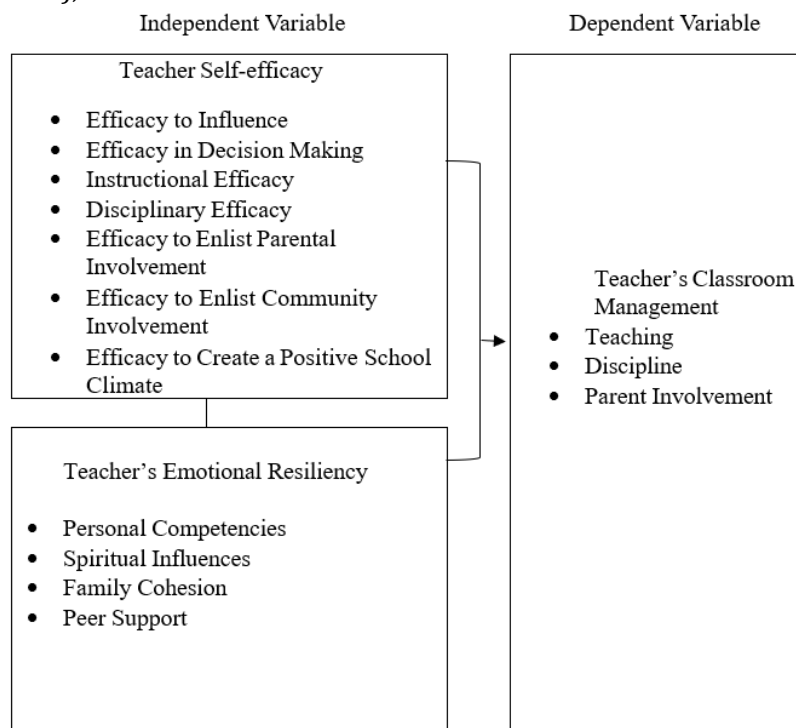 Independent Variable
Dependent Variable
Teacher Self-efficacy
• Efficacy to Influence
• Efficacy in Decision Making
• Instructional Efficacy
• Disciplinary Efficacy
• Efficacy to Enlist Parental
Involvement
• Efficacy to Enlist Community
Involvement
• Efficacy to Create a Positive School
Climate
Teacher's Emotional Resiliency
• Personal Competencies
• Spiritual Influences
• Family Cohesion
• Peer Support
Teacher's Classroom
Management
• Teaching
• Discipline
• Parent Involvement